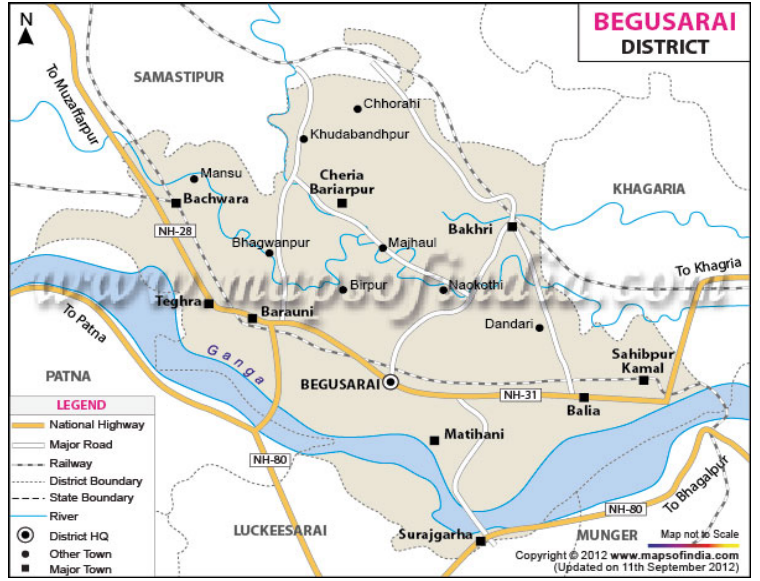 N
BEGUSARAI
DISTRICT
SAMASTIPUR
To Muzaffarpur
Chhorahi
Khudabandhpur
Mansu
Cheria
Bariarpur
Bachwara
KHAGARIA
NH-28
Bakhri
Bhagwanpur
Majhaul
To Khagria
www.mapsofindia.com
Birpur
Naokothi
Teghra
Barauni
To Patna
Dandari
Ganga
Sahibpur
Kamal
PATNA
BEGUSARAI
NH-31
Balia
LEGEND
National Highway
Major Road
Railway
District Boundary
State Boundary
River
District HQ
Other Town
Major Town
Matihani
NH-80
To Bhagalpur
NH-80
LUCKEESARAI
Surajgarha
MUNGER
Map not to Scale
Copyright © 2012 www.mapsofindia.com
(Updated on 11th September 2012)